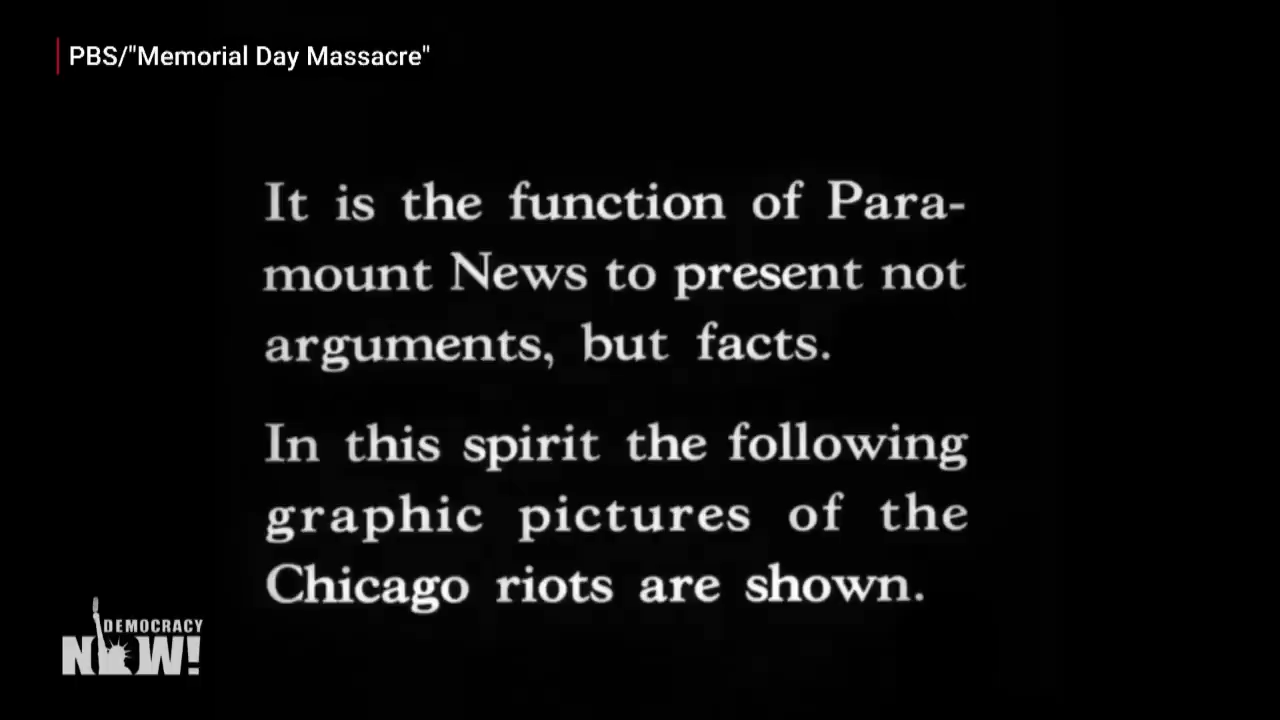 PBS/"Memorial Day Massacre"
It is the function of Para-
mount News to present not
arguments, but facts.
In this spirit the following
graphic pictures of the
Chicago riots are shown.
DEMOCRACY
NOW!